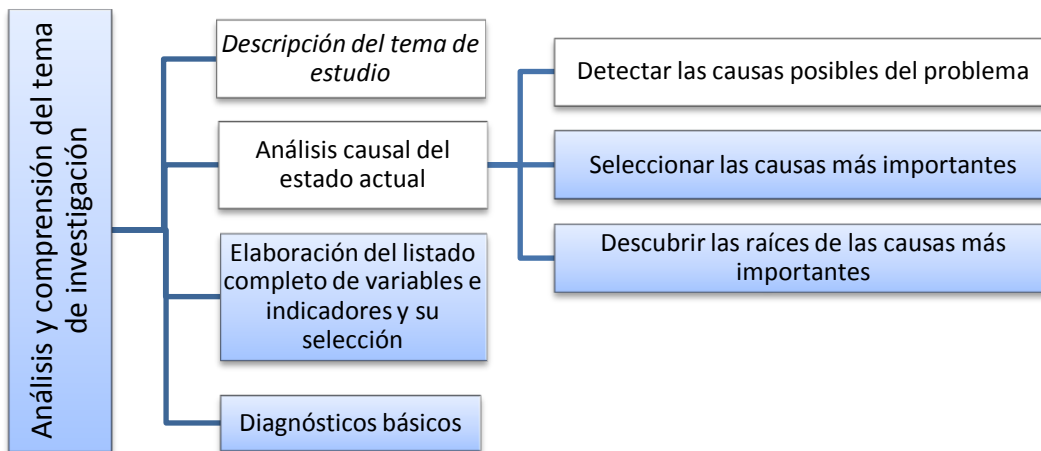 Análisis y comprensión del tema
de investigación
Descripción del tema de
estudio
Análisis causal del
estado actual
Elaboración del listado
completo de variables e
indicadores y su
selección
Diagnósticos básicos
Detectar las causas posibles del problema
Seleccionar las causas más importantes
Descubrir las raíces de las causas más
importantes